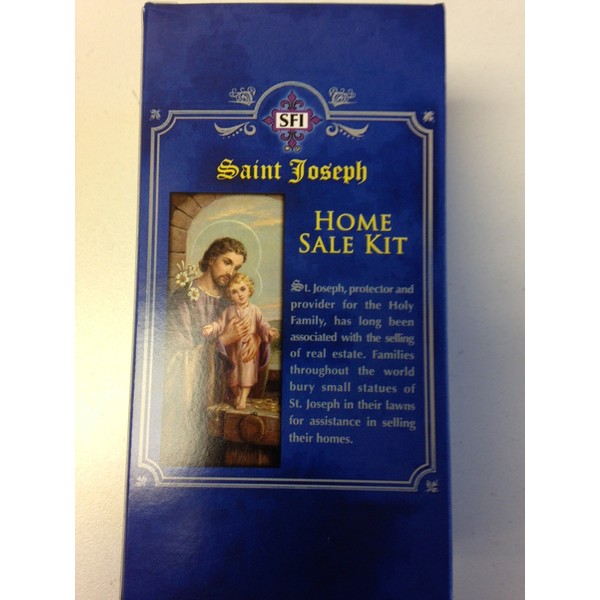 SFI
Saint Joseph
HOME
SALE KIT
St. Joseph, protector and
provider for the Holy
Family, has long been
associated with the selling
of real estate. Families
throughout the world
bury small statues of
St. Joseph in their lawns
for assistance in selling
their homes.